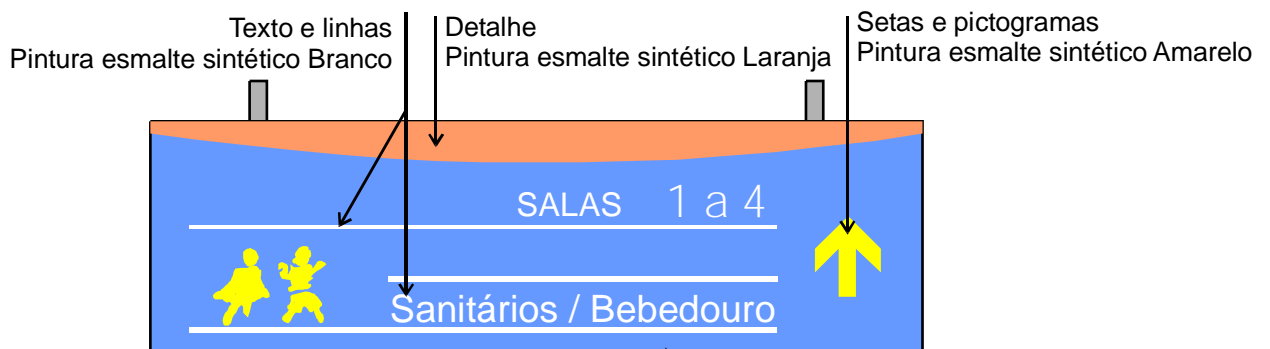 Texto e linhas
Pintura esmalte sintético Branco
Detalhe
Pintura esmalte sintético Laranja
Setas e pictogramas
Pintura esmalte sintético Amarelo
SALAS 1 a 4
Sanitários / Bebedouro